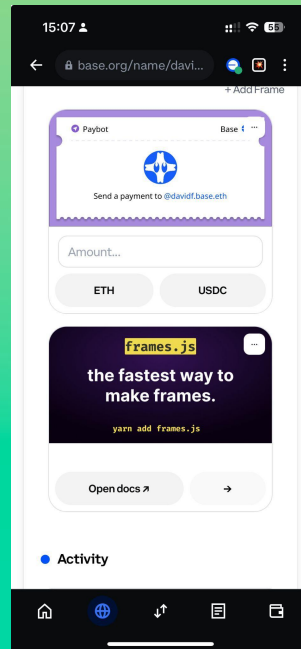 15:07
55
base.org/name/davi...
+ Add Frame
Paybot
Base
Send a payment to @davidf.base.eth
Amount...
ETH
USDC
frames.js
the fastest way to
make frames.
yarn add frames.js
Open docs ↗
→
Activity